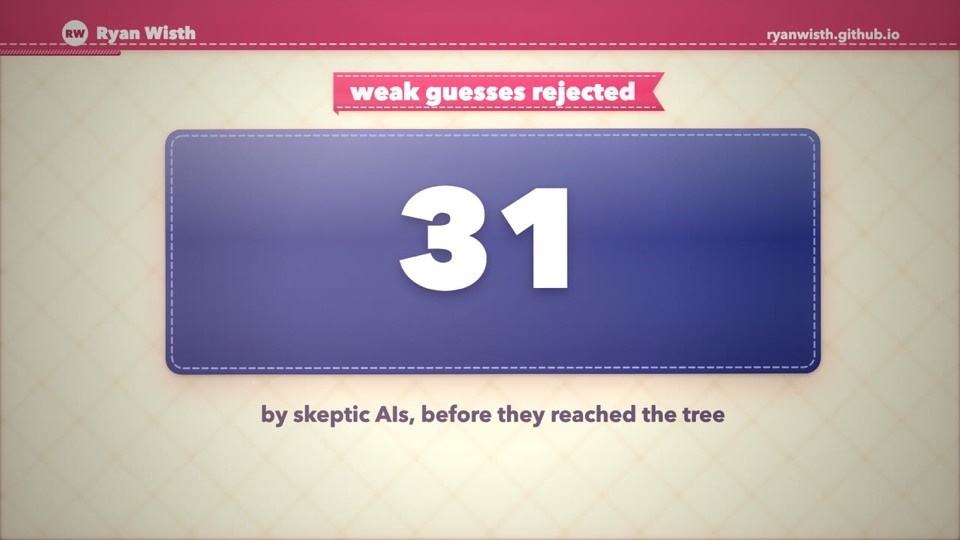 RW Ryan Wisth
ryanwisth.github.io
weak guesses rejected
31
by skeptic AIs, before they reached the tree